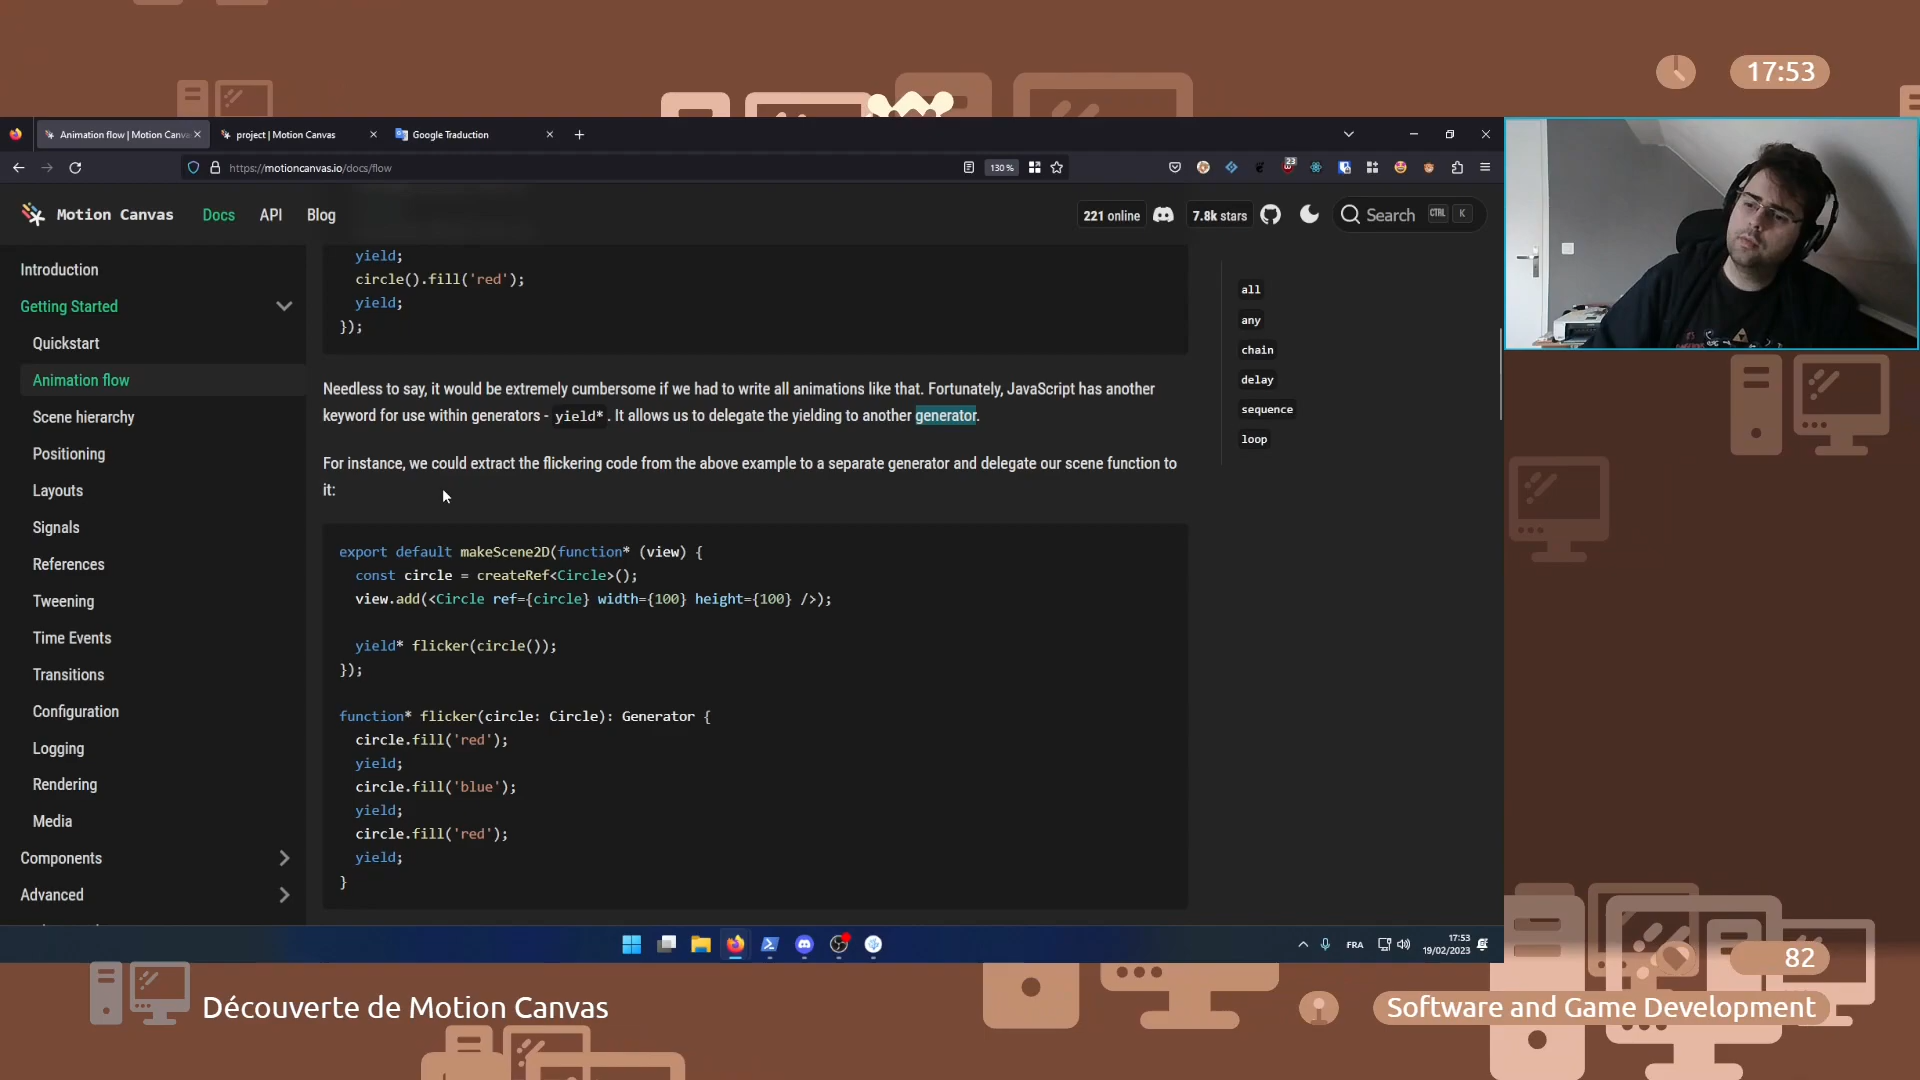 17:53
Animation flow | Motion Canva
project | Motion Canvas
Google Traduction
https://motioncanvas.io/docs/flow
130 %
23
Motion Canvas
Docs
API
Blog
221 online
7.8k stars
Search
CTRL
K
Introduction
Getting Started
Quickstart
Animation flow
Scene hierarchy
Positioning
Layouts
Signals
References
Tweening
Time Events
Transitions
Configuration
Logging
Rendering
Media
Components
Advanced
yield;
circle().fill('red');
yield;
});
Needless to say, it would be extremely cumbersome if we had to write all animations like that. Fortunately, JavaScript has another
keyword for use within generators - yield*. It allows us to delegate the yielding to another generator.
For instance, we could extract the flickering code from the above example to a separate generator and delegate our scene function to
it:
export default makeScene2D(function* (view) {
const circle = createRef<Circle>();
view.add(<Circle ref={circle} width={100} height={100} />);
yield* flicker(circle());
});
function* flicker(circle: Circle): Generator {
circle.fill('red');
yield;
circle.fill('blue');
yield;
circle.fill('red');
yield;
}
all
any
chain
delay
sequence
loop
FRA
17:53
19/02/2023
82
Découverte de Motion Canvas
Software and Game Development